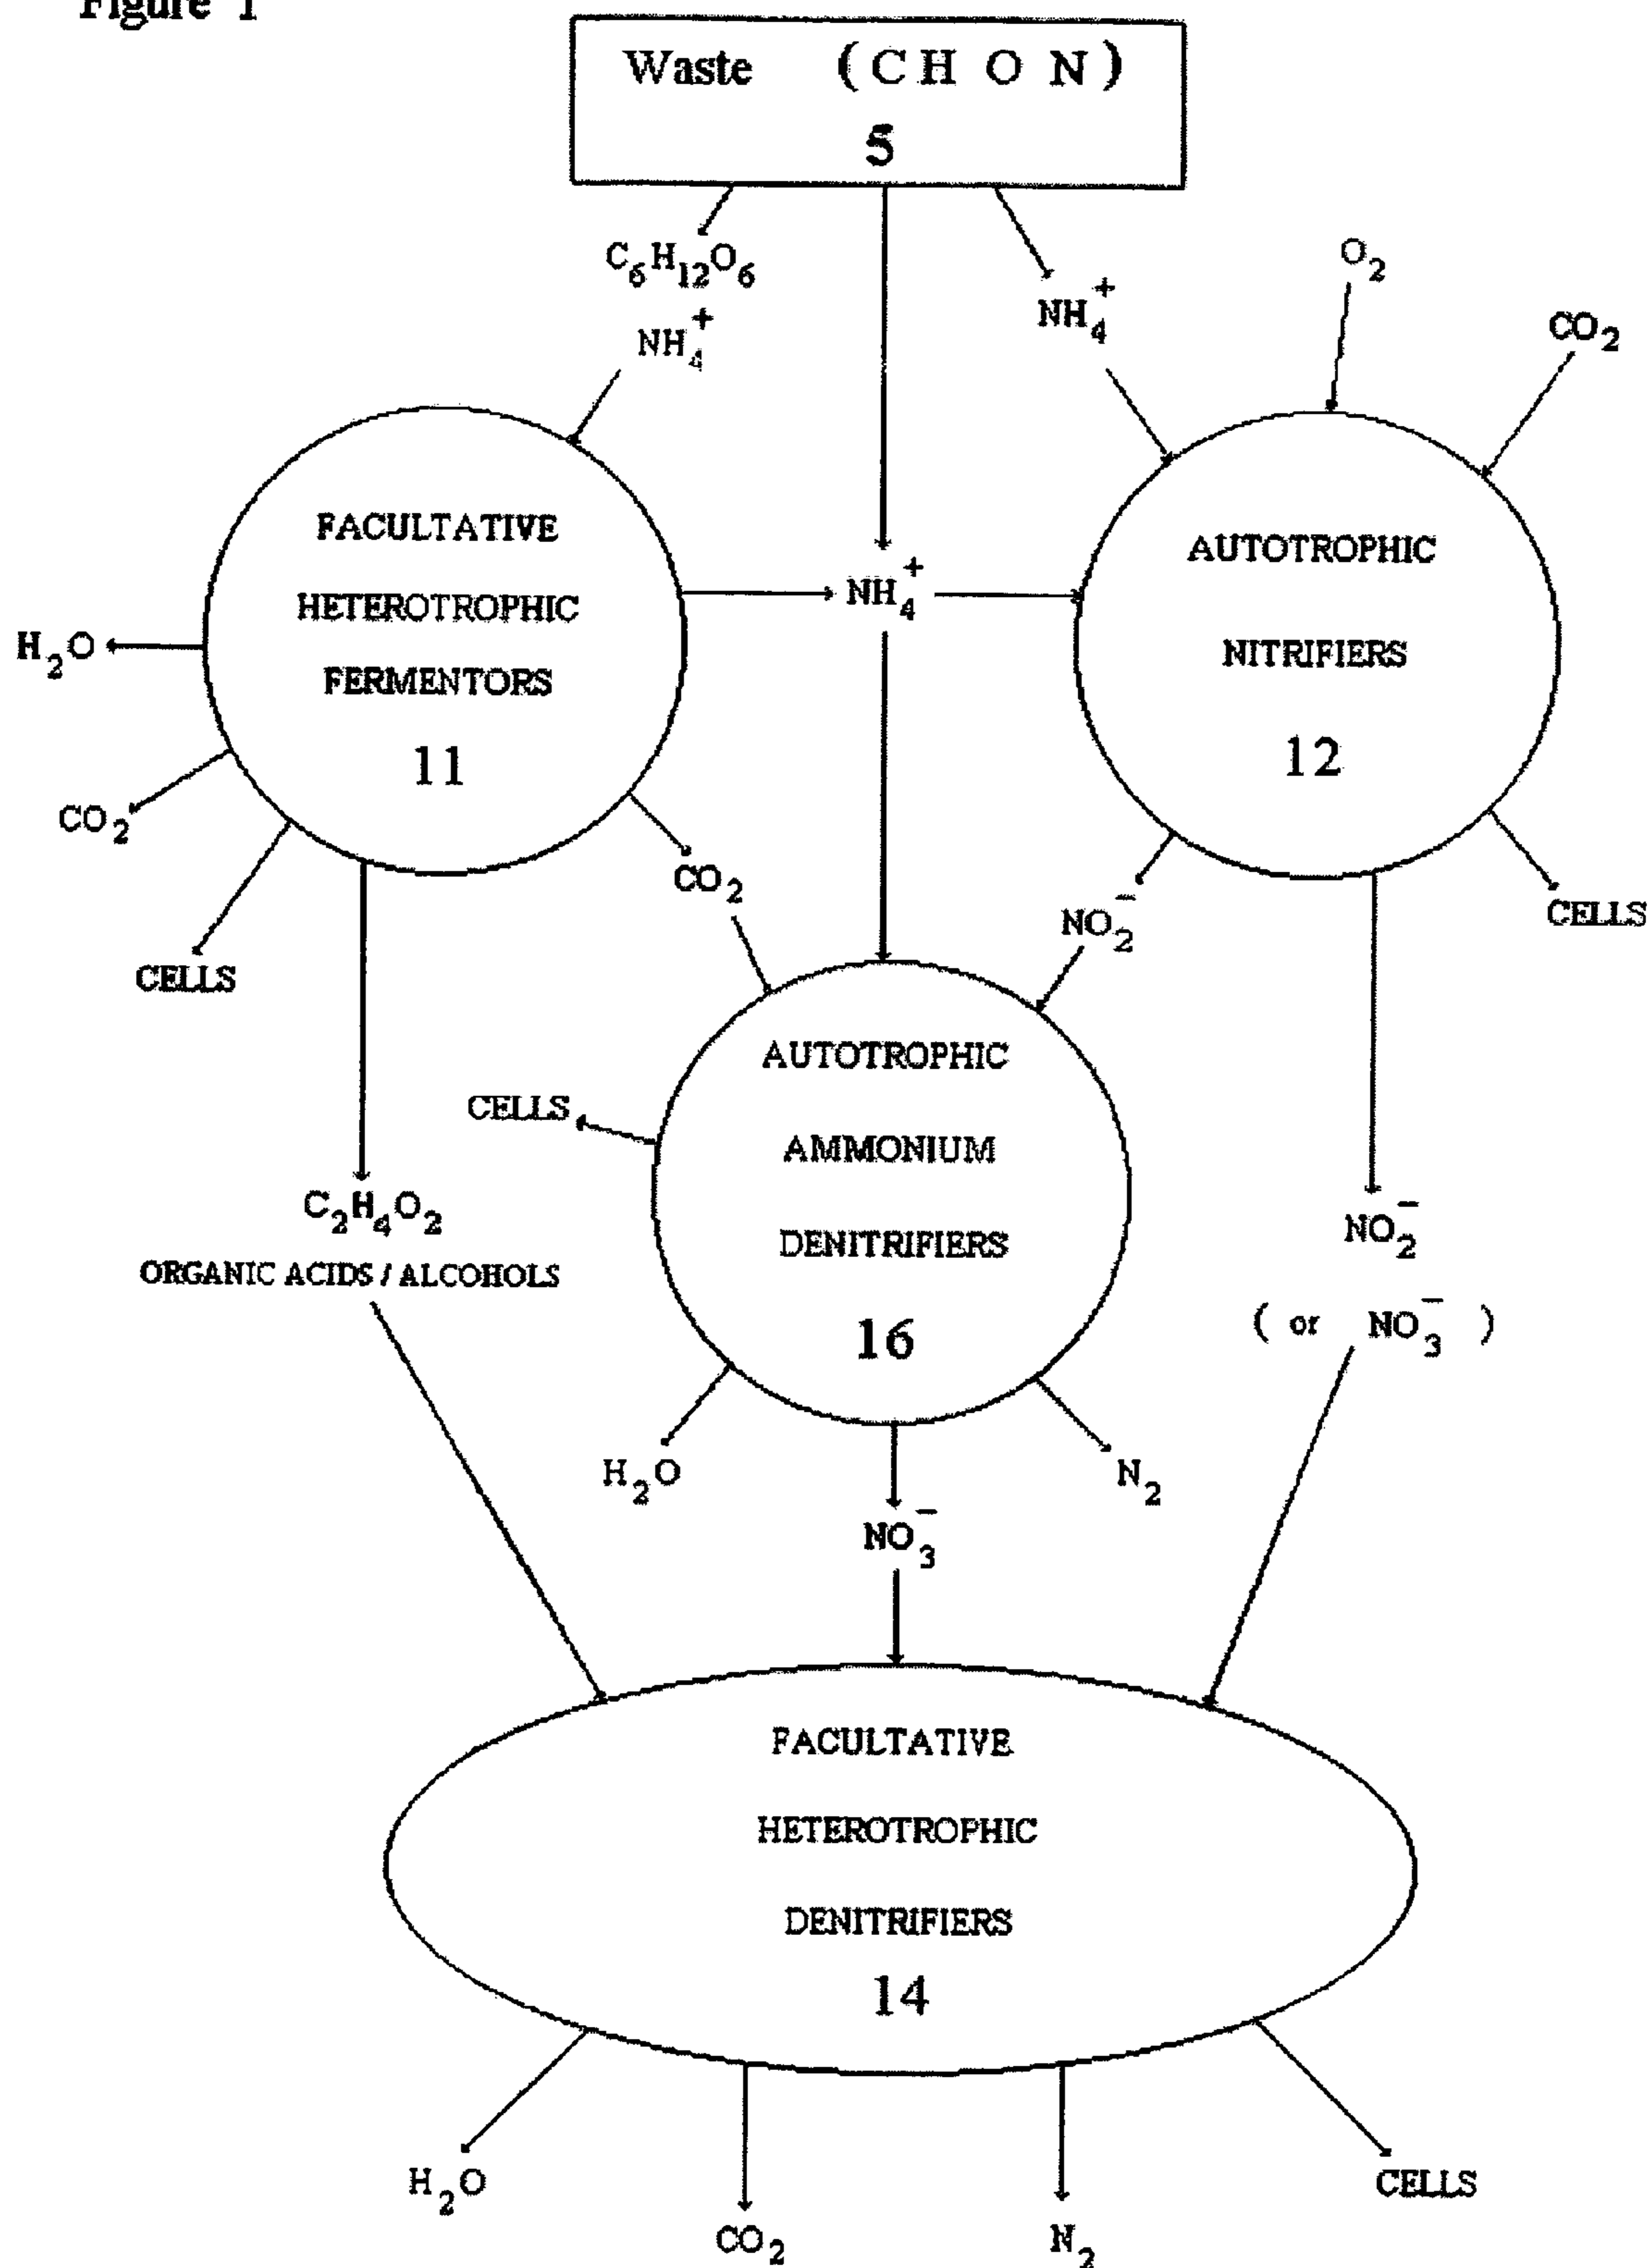 Figure 1
Waste (C H O N)
5
C₆H₁₂O₆
NH₄⁺
NH₄⁺
O₂
CO₂
FACULTATIVE
HETEROTROPHIC
FERMENTORS
11
NH₄⁺
AUTOTROPHIC
NITRIFIERS
12
H₂O
CO₂
CELLS
CO₂
NO₂⁻
CELLS
AUTOTROPHIC
AMMONIUM
DENITRIFIERS
16
CELLS
C₂H₄O₂
ORGANIC ACIDS / ALCOHOLS
NO₂⁻
( or NO₃⁻ )
H₂O
NO₃⁻
N₂
FACULTATIVE
HETEROTROPHIC
DENITRIFIERS
14
H₂O
CO₂
N₂
CELLS